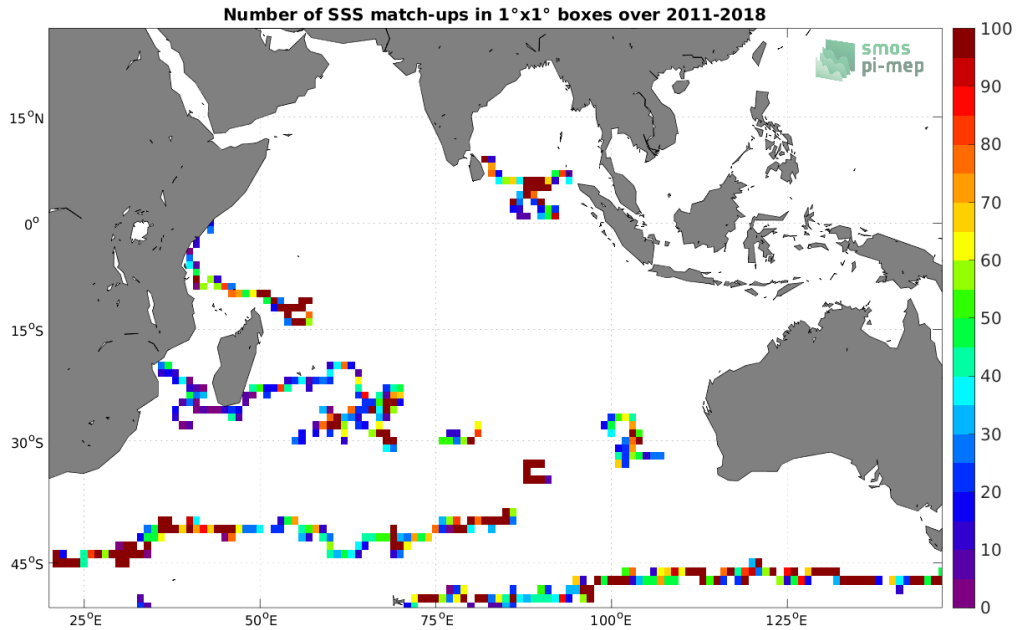 Number of SSS match-ups in 1°x1° boxes over 2011-2018
smos
pi-mep
15°N
0°
15°S
30°S
45°S
25°E
50°E
75°E
100°E
125°E
100
90
80
70
60
50
40
30
20
10
0